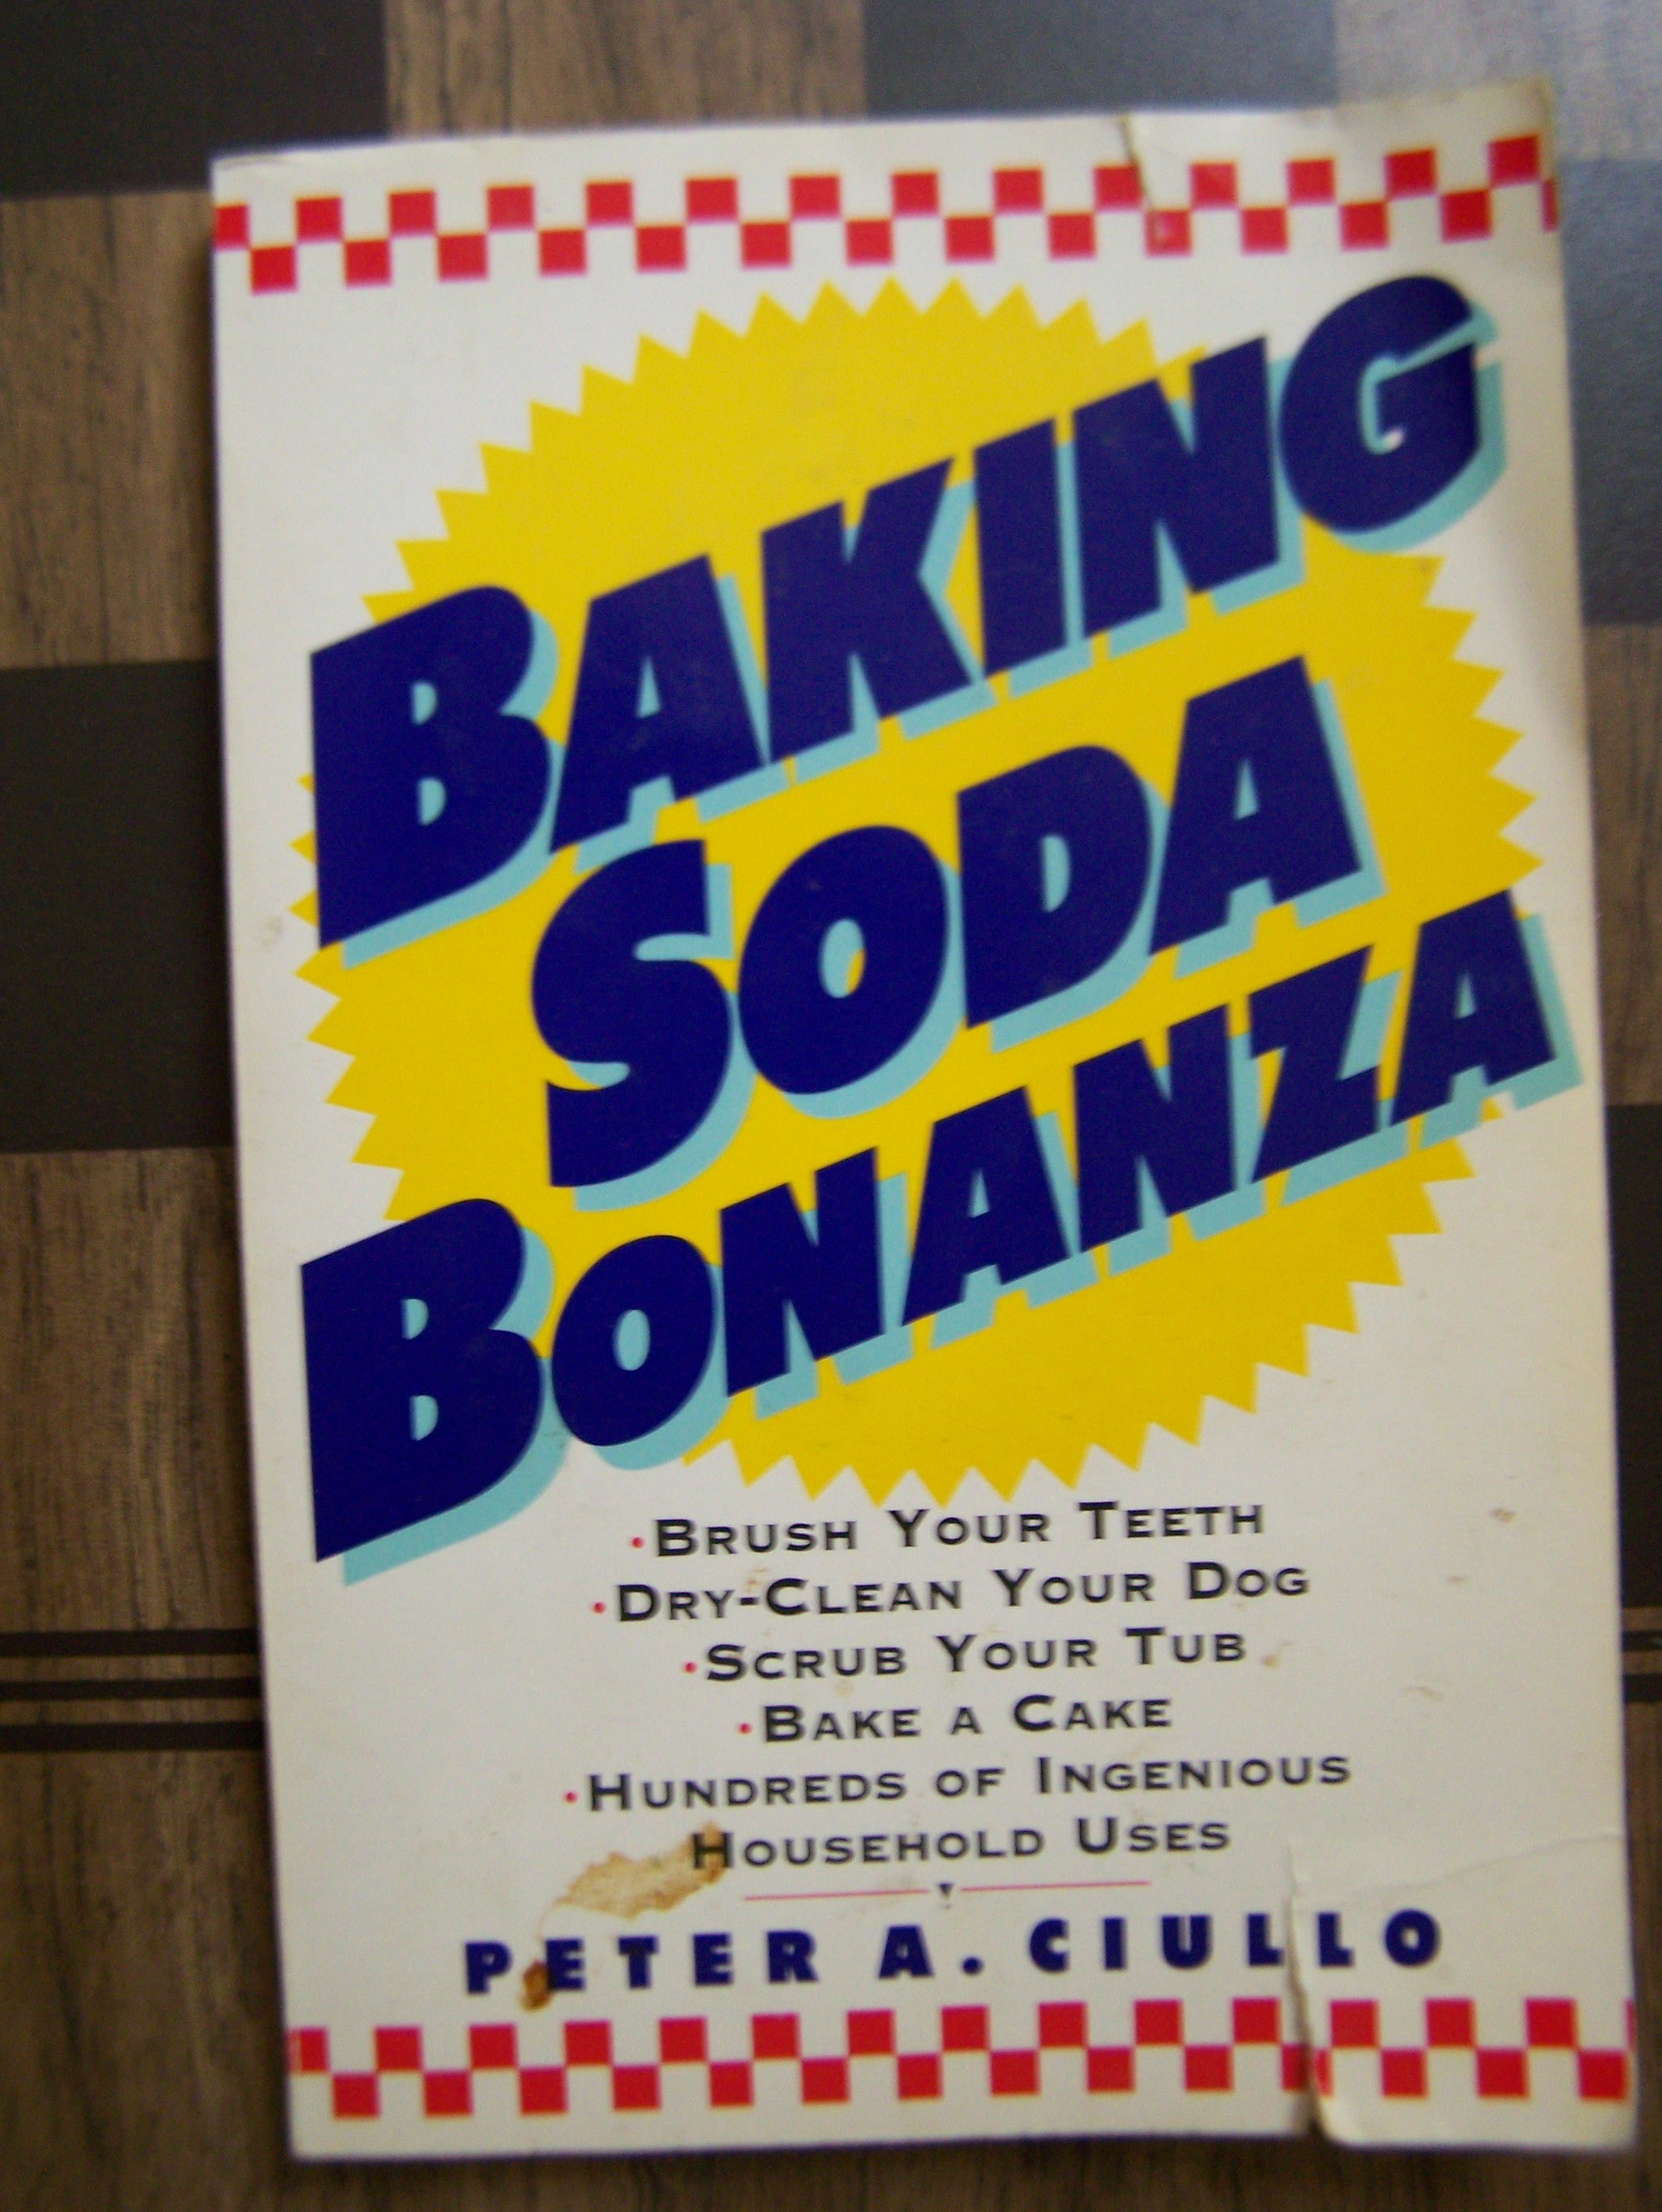 BAKING
SODA
BONANZA
•BRUSH YOUR TEETH
•DRY-CLEAN YOUR DOG
•SCRUB YOUR TUB
•BAKE A CAKE
•HUNDREDS OF INGENIOUS
HOUSEHOLD USES
PETER A. CIULLO